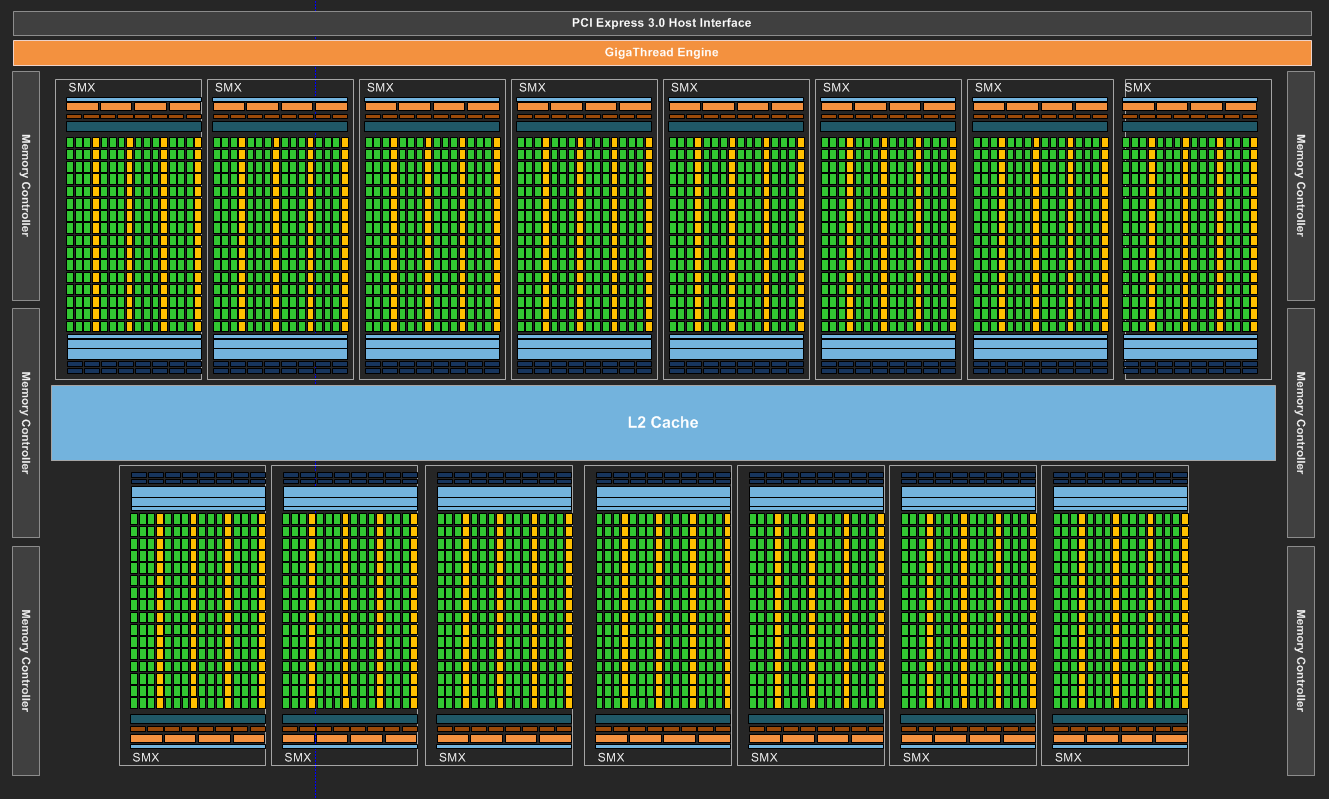 PCI Express 3.0 Host Interface
GigaThread Engine
SMX
SMX
SMX
SMX
SMX
SMX
SMX
SMX
Memory Controller
Memory Controller
Memory Controller
Memory Controller
L2 Cache
Memory Controller
Memory Controller
SMX
SMX
SMX
SMX
SMX
SMX
SMX